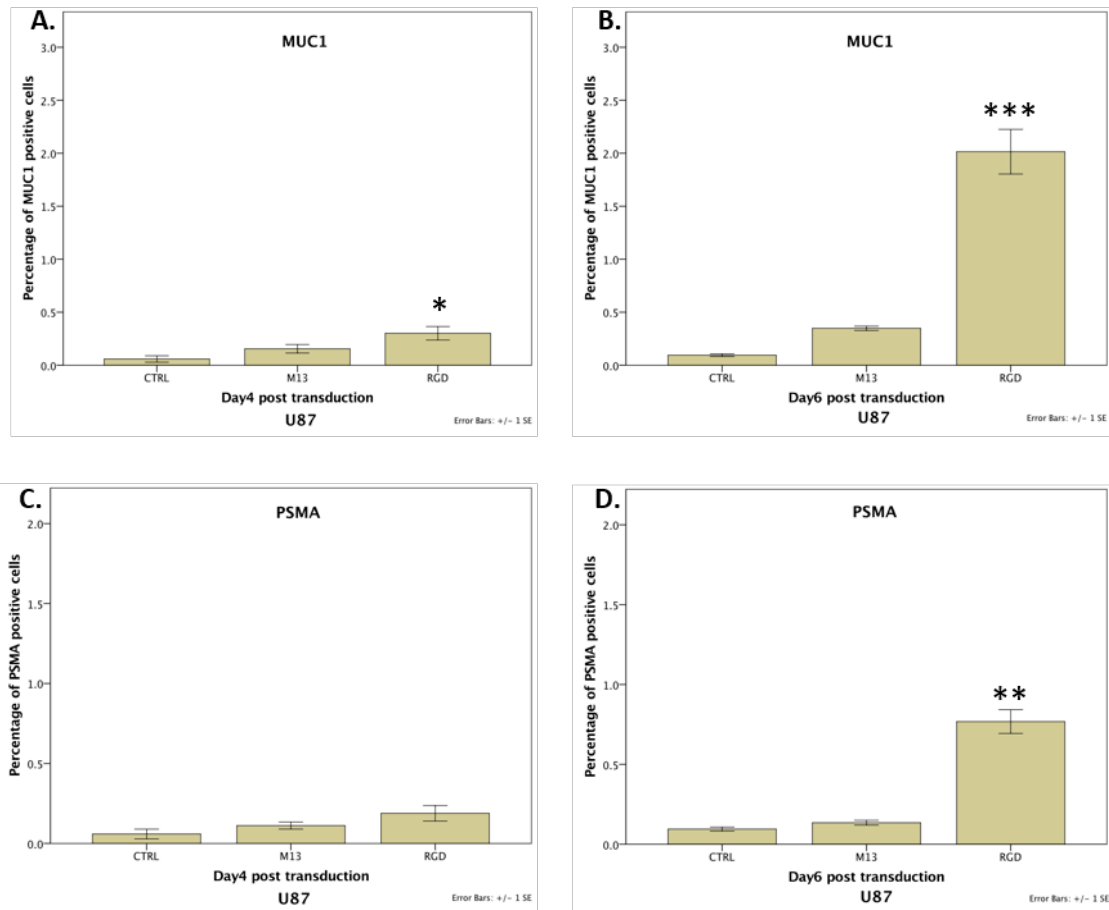 A.
MUC1
Percentage of MUC1 positive cells
3.0
2.5
2.0
1.5
1.0
0.5
0.0
*
CTRL M13 RGD
Day4 post transduction
U87
Error Bars: +/- 1 SE
B.
MUC1
Percentage of MUC1 positive cells
3.0
2.5
2.0
1.5
1.0
0.5
0.0
***
CTRL M13 RGD
Day6 post transduction
U87
Error Bars: +/- 1 SE
C.
PSMA
Percentage of PSMA positive cells
2.0
1.5
1.0
0.5
0.0
CTRL M13 RGD
Day4 post transduction
U87
Error Bars: +/- 1 SE
D.
PSMA
Percentage of PSMA positive cells
2.0
1.5
1.0
0.5
0.0
**
CTRL M13 RGD
Day6 post transduction
U87
Error Bars: +/- 1 SE